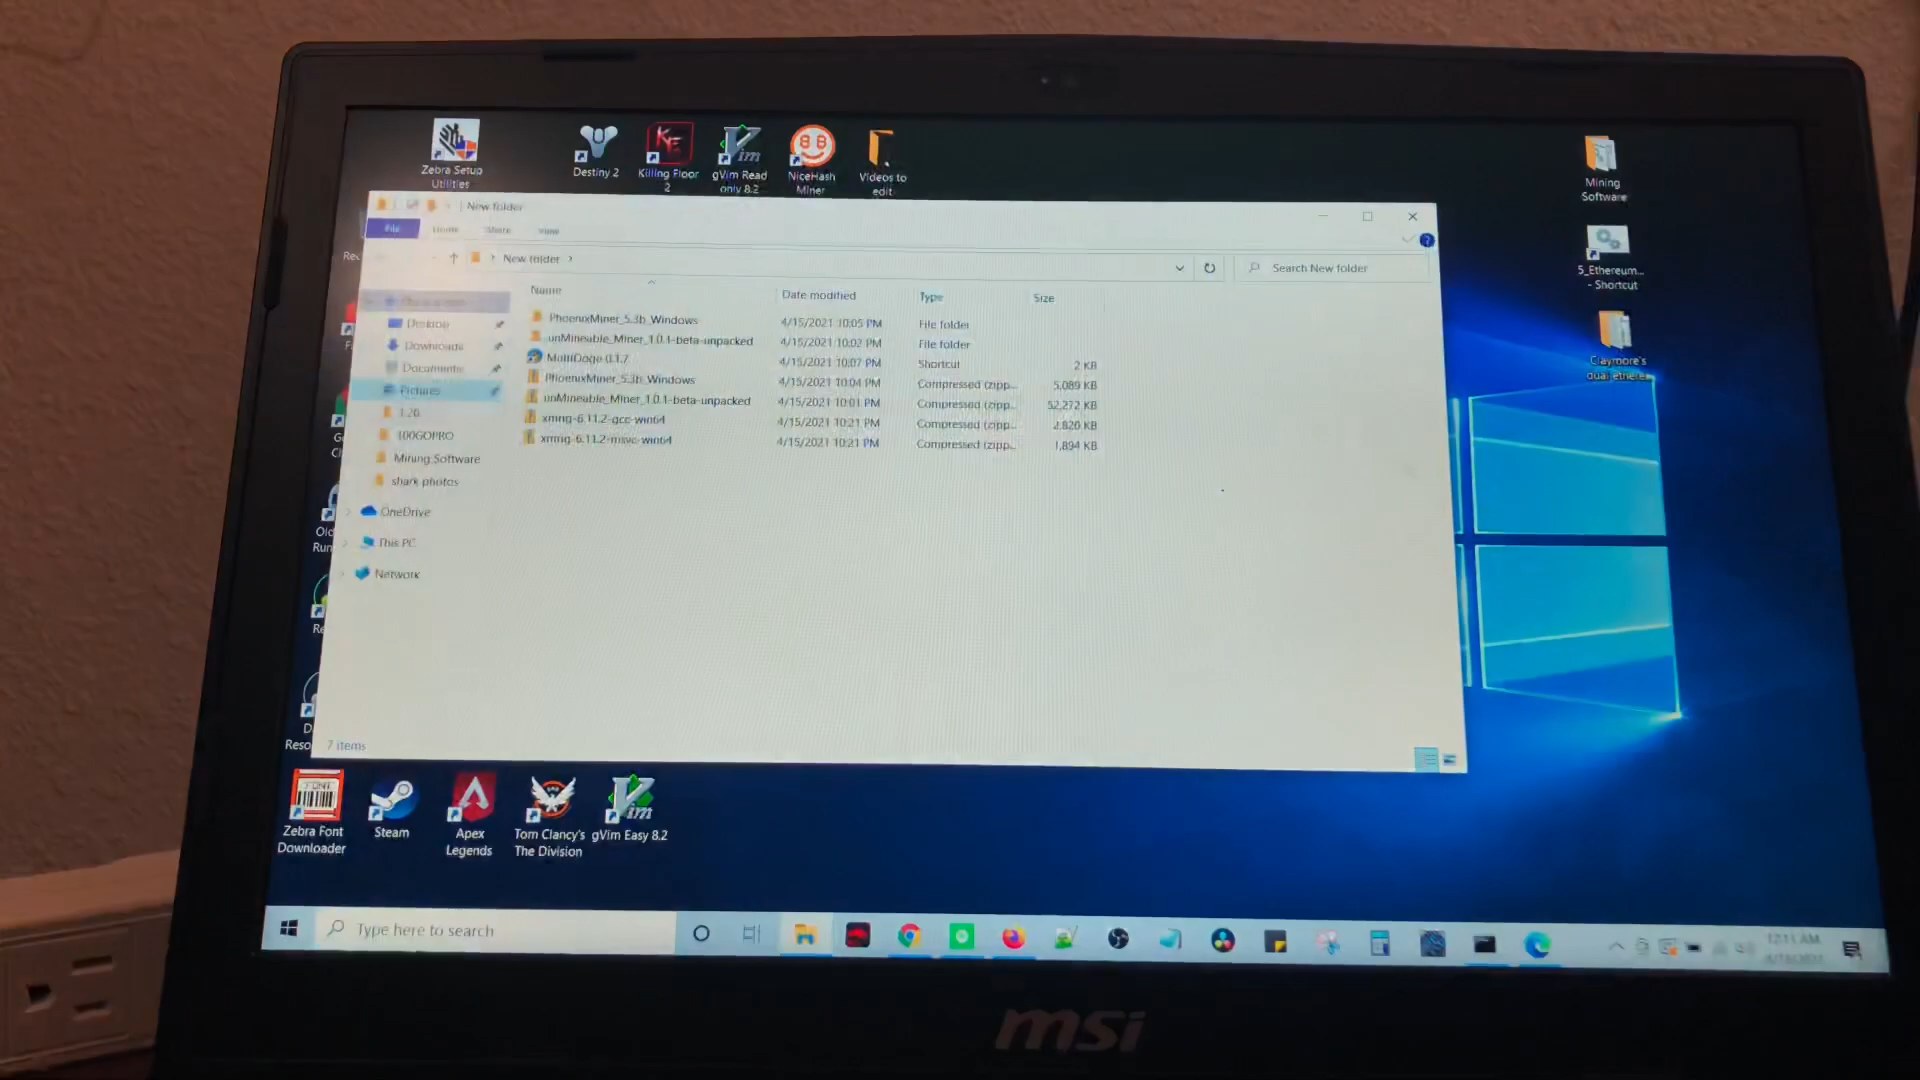 Zebra Setup
Utilities
Destiny 2
Killing Floor
2
gVim Read
only 8.2
NiceHash
Miner
Videos to
edit
Mining
Software
5_Ethereum...
- Shortcut
Claymore's
dual ethere...
New folder
File
Home
Share
View
New folder
Search New folder
Name
Date modified
Type
Size
PhoenixMiner_5.3b_Windows 4/15/2021 10:05 PM File folder
unMineable_Miner_1.0.1-beta-unpacked 4/15/2021 10:02 PM File folder
MultiDoge 0.1.7 4/15/2021 10:07 PM Shortcut 2 KB
PhoenixMiner_5.3b_Windows 4/15/2021 10:04 PM Compressed (zipp... 5,089 KB
unMineable_Miner_1.0.1-beta-unpacked 4/15/2021 10:01 PM Compressed (zipp... 52,272 KB
xmrig-6.11.2-gcc-win64 4/15/2021 10:21 PM Compressed (zipp... 2,820 KB
xmrig-6.11.2-msvc-win64 4/15/2021 10:21 PM Compressed (zipp... 1,894 KB
Desktop
Downloads
Documents
Pictures
1.20
100GOPRO
Mining Software
shark photos
OneDrive
This PC
Network
7 items
Zebra Font
Downloader
Steam
Apex
Legends
Tom Clancy's
The Division
gVim Easy 8.2
Type here to search
12:11 AM
msi